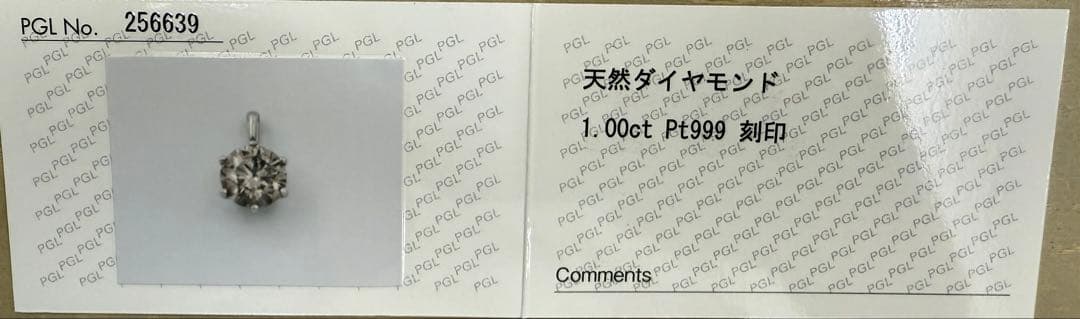 PGL No. 256639
天然ダイヤモンド
1.00ct Pt999 刻印
Comments